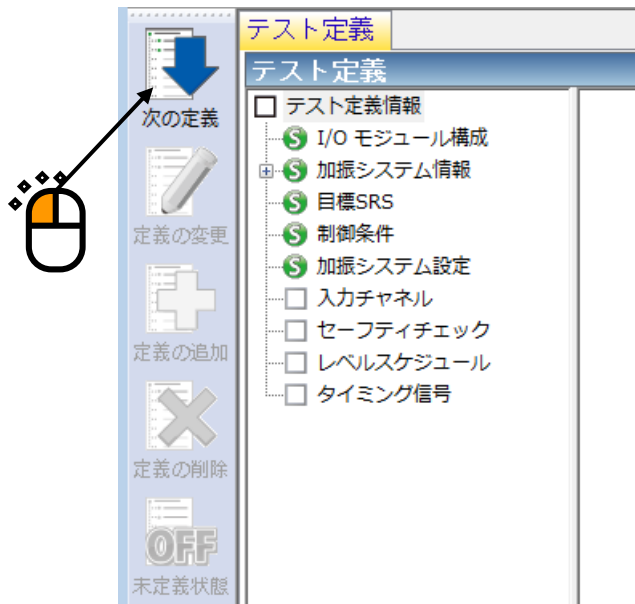 テスト定義
テスト定義
次の定義
定義の変更
定義の追加
定義の削除
OFF
未定義状態
テスト定義情報
S I/O モジュール構成
S 加振システム情報
S 目標SRS
S 制御条件
S 加振システム設定
入力チャネル
セーフティチェック
レベルスケジュール
タイミング信号